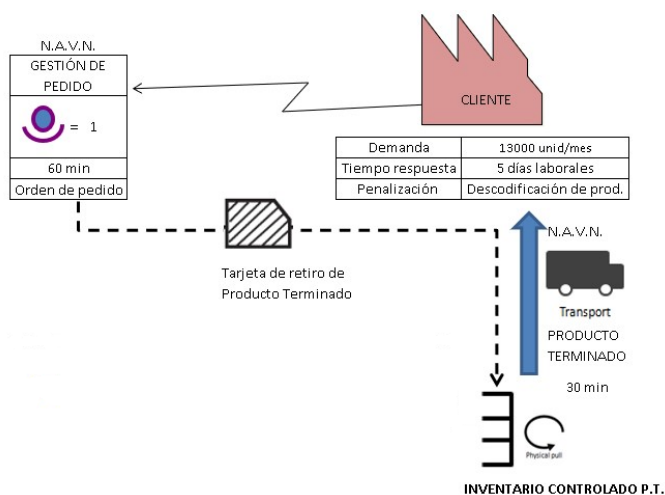 N.A.V.N.
GESTIÓN DE
PEDIDO
= 1
60 min
Orden de pedido
CLIENTE
Demanda 13000 unid/mes
Tiempo respuesta 5 días laborales
Penalización Descodificación de prod.
Tarjeta de retiro de
Producto Terminado
N.A.V.N.
Transport
PRODUCTO
TERMINADO
30 min
Physical pull
INVENTARIO CONTROLADO P.T.